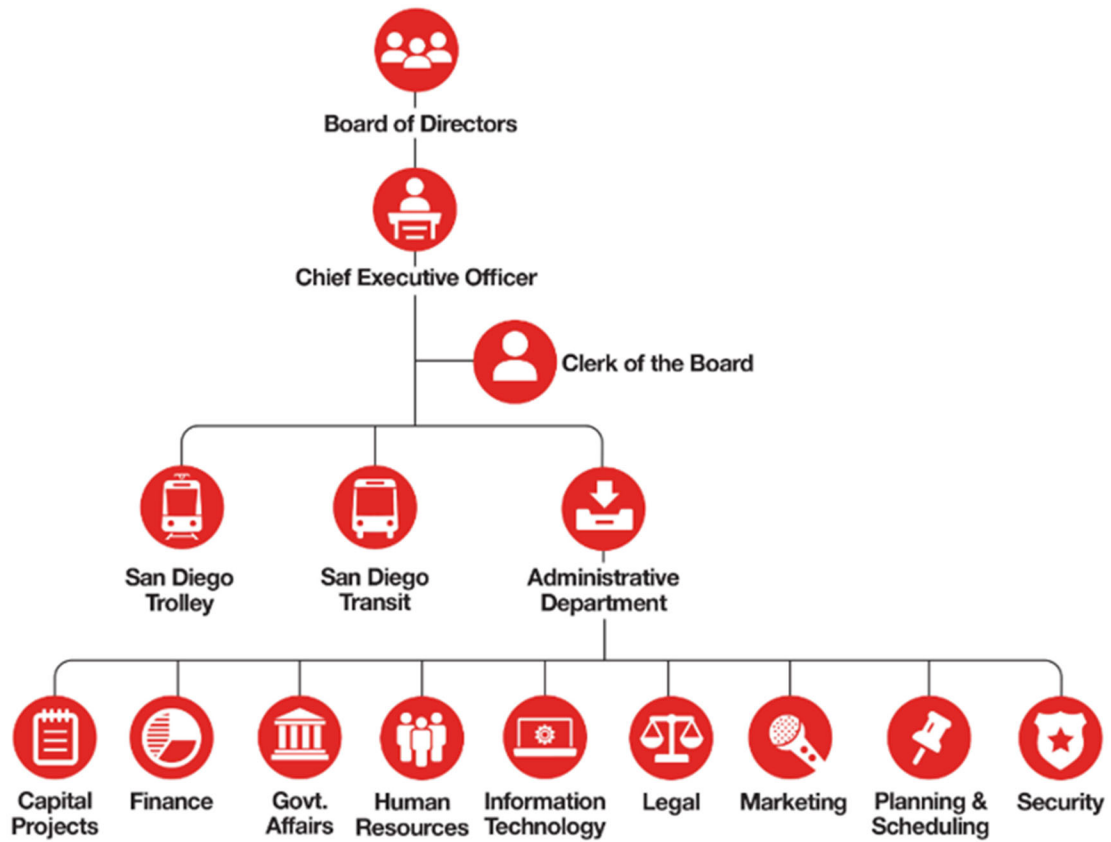 Board of Directors
Chief Executive Officer
Clerk of the Board
San Diego
Trolley
San Diego
Transit
Administrative
Department
Capital
Projects
Finance
Govt.
Affairs
Human
Resources
Information
Technology
Legal
Marketing
Planning &
Scheduling
Security